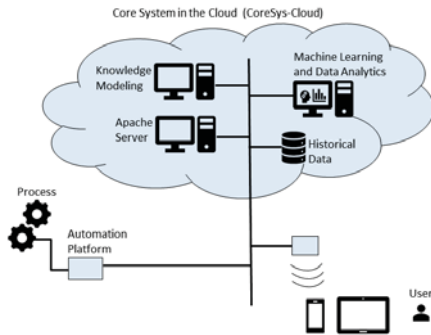 Core System in the Cloud (CoreSys-Cloud)
Knowledge
Modeling
Machine Learning
and Data Analytics
Apache
Server
Historical
Data
Process
Automation
Platform
User